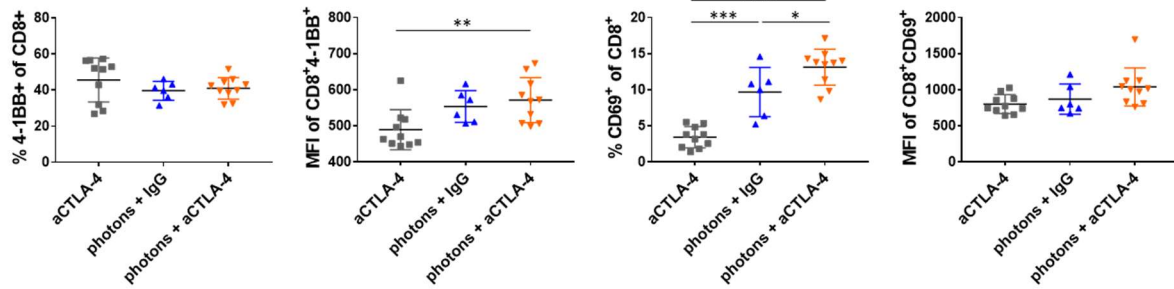 % 4-1BB+ of CD8+
80
60
40
20
0
aCTLA-4
photons + IgG
photons + aCTLA-4
MFI of CD8+4-1BB+
800
700
600
500
400
**
aCTLA-4
photons + IgG
photons + aCTLA-4
% CD69+ of CD8+
20
15
10
5
0
*** *
aCTLA-4
photons + IgG
photons + aCTLA-4
MFI of CD8+CD69+
2000
1500
1000
500
0
aCTLA-4
photons + IgG
photons + aCTLA-4